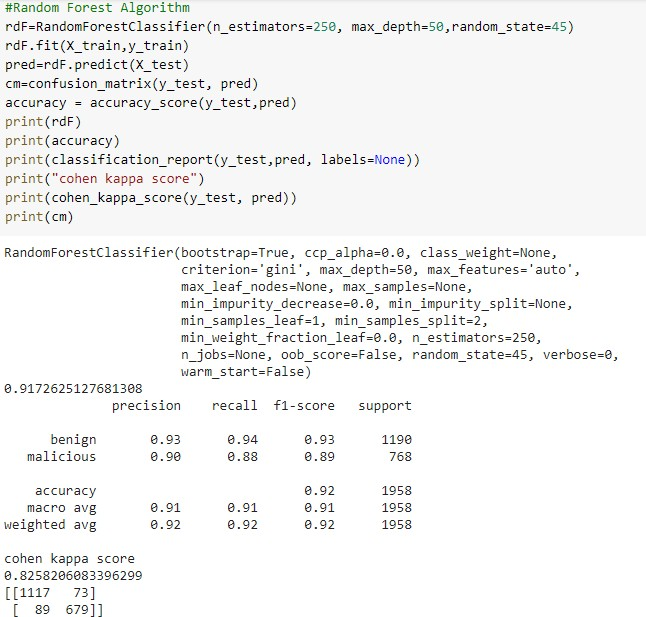 #Random Forest Algorithm
rdF=RandomForestClassifier(n_estimators=250, max_depth=50,random_state=45)
rdF.fit(X_train,y_train)
pred=rdF.predict(X_test)
cm=confusion_matrix(y_test, pred)
accuracy = accuracy_score(y_test,pred)
print(rdF)
print(accuracy)
print(classification_report(y_test,pred, labels=None))
print("cohen kappa score")
print(cohen_kappa_score(y_test, pred))
print(cm)
RandomForestClassifier(bootstrap=True, ccp_alpha=0.0, class_weight=None,
                       criterion='gini', max_depth=50, max_features='auto',
                       max_leaf_nodes=None, max_samples=None,
                       min_impurity_decrease=0.0, min_impurity_split=None,
                       min_samples_leaf=1, min_samples_split=2,
                       min_weight_fraction_leaf=0.0, n_estimators=250,
                       n_jobs=None, oob_score=False, random_state=45, verbose=0,
                       warm_start=False)
0.9172625127681308
              precision    recall  f1-score   support
      benign       0.93      0.94      0.93      1190
   malicious       0.90      0.88      0.89       768
    accuracy                           0.92      1958
   macro avg       0.91      0.91      0.91      1958
weighted avg       0.92      0.92      0.92      1958
cohen kappa score
0.8258206083396299
[[1117   73]
 [  89  679]]